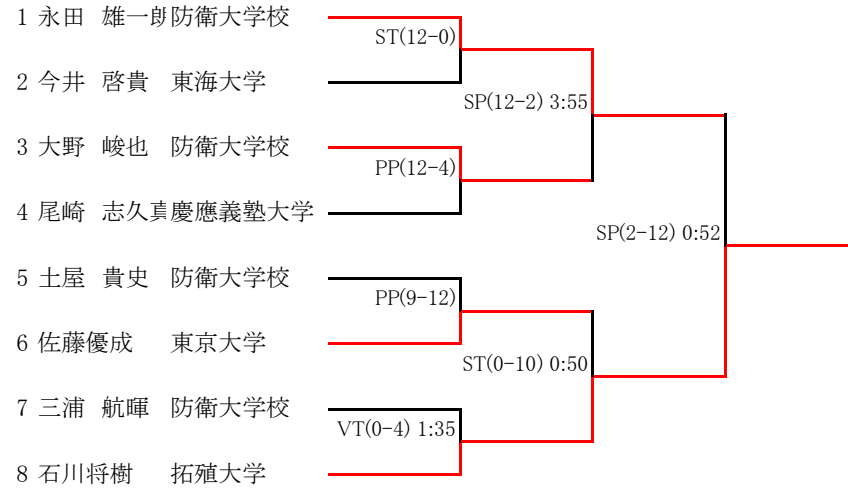 1 永田 雄一朗 防衛大学校
ST(12-0)
2 今井 啓貴 東海大学
SP(12-2) 3:55
3 大野 峻也 防衛大学校
PP(12-4)
4 尾崎 志久真 慶應義塾大学
SP(2-12) 0:52
5 土屋 貴史 防衛大学校
PP(9-12)
6 佐藤優成 東京大学
ST(0-10) 0:50
7 三浦 航暉 防衛大学校
VT(0-4) 1:35
8 石川将樹 拓殖大学